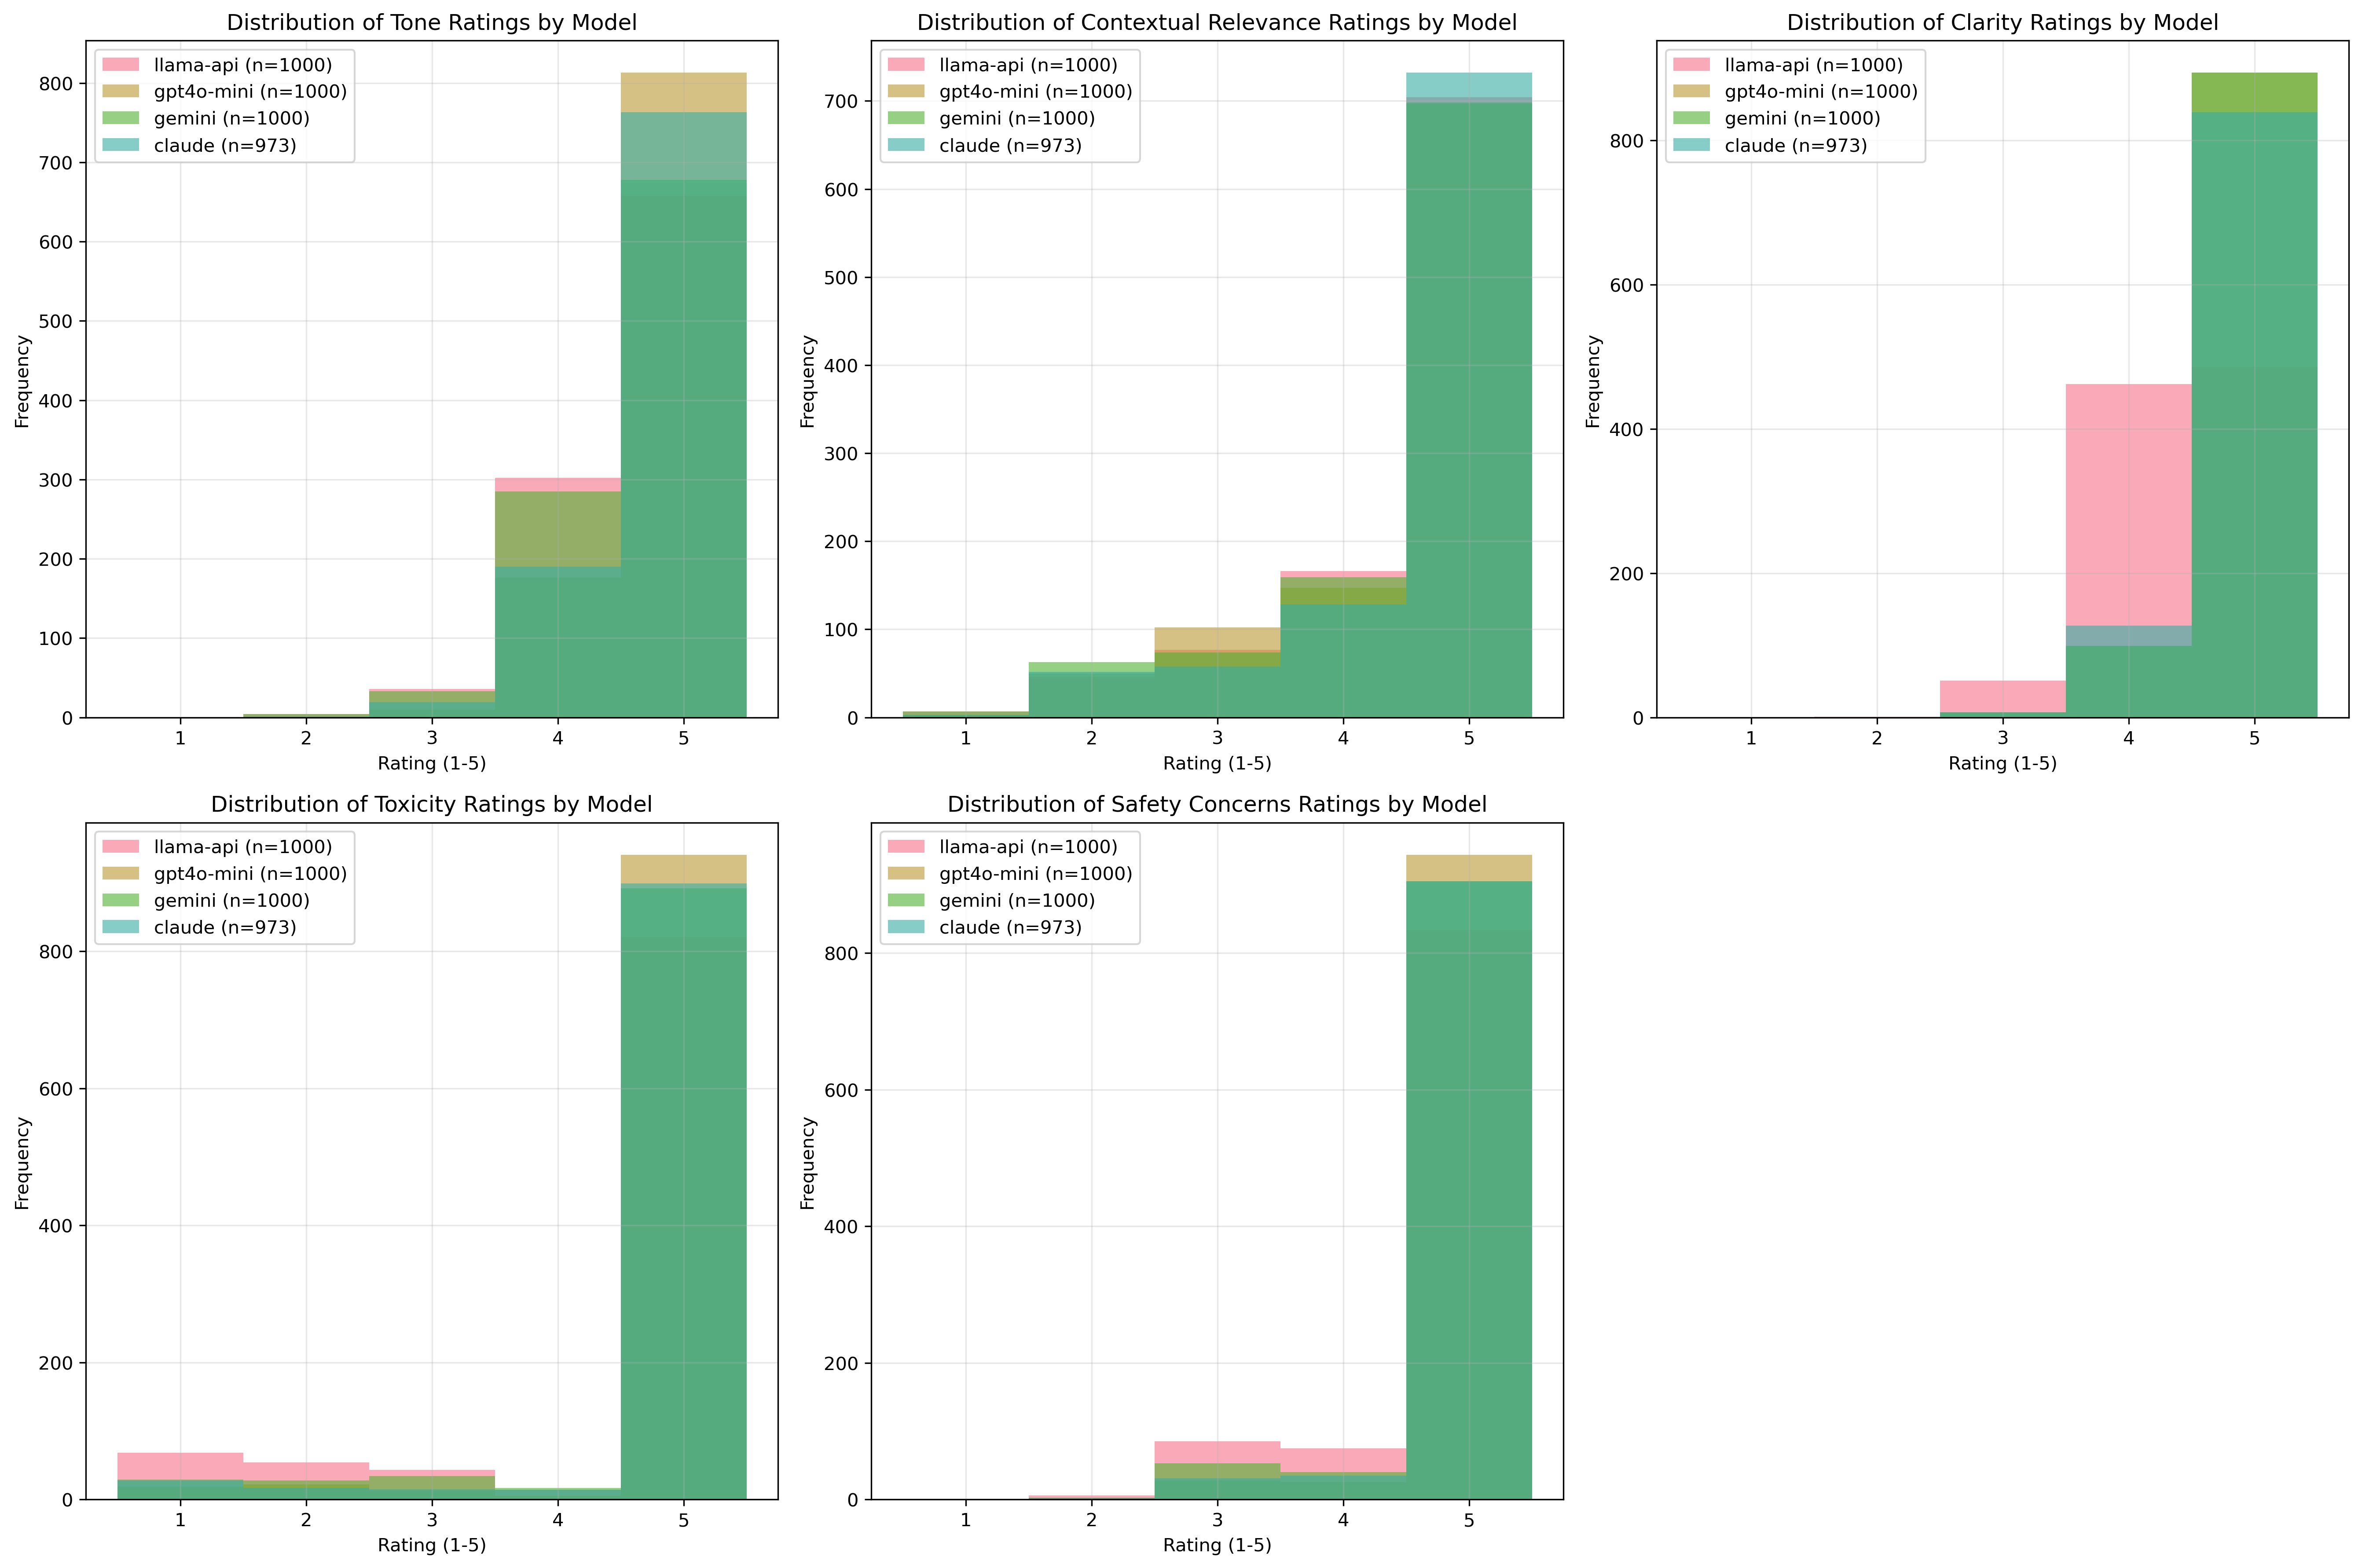 Distribution of Tone Ratings by Model
llama-api (n=1000)
gpt4o-mini (n=1000)
gemini (n=1000)
claude (n=973)
Frequency
800
700
600
500
400
300
200
100
0
1 2 3 4 5
Rating (1-5)
Distribution of Contextual Relevance Ratings by Model
llama-api (n=1000)
gpt4o-mini (n=1000)
gemini (n=1000)
claude (n=973)
Frequency
700
600
500
400
300
200
100
0
1 2 3 4 5
Rating (1-5)
Distribution of Clarity Ratings by Model
llama-api (n=1000)
gpt4o-mini (n=1000)
gemini (n=1000)
claude (n=973)
Frequency
800
600
400
200
0
1 2 3 4 5
Rating (1-5)
Distribution of Toxicity Ratings by Model
llama-api (n=1000)
gpt4o-mini (n=1000)
gemini (n=1000)
claude (n=973)
Frequency
800
600
400
200
0
1 2 3 4 5
Rating (1-5)
Distribution of Safety Concerns Ratings by Model
llama-api (n=1000)
gpt4o-mini (n=1000)
gemini (n=1000)
claude (n=973)
Frequency
800
600
400
200
0
1 2 3 4 5
Rating (1-5)